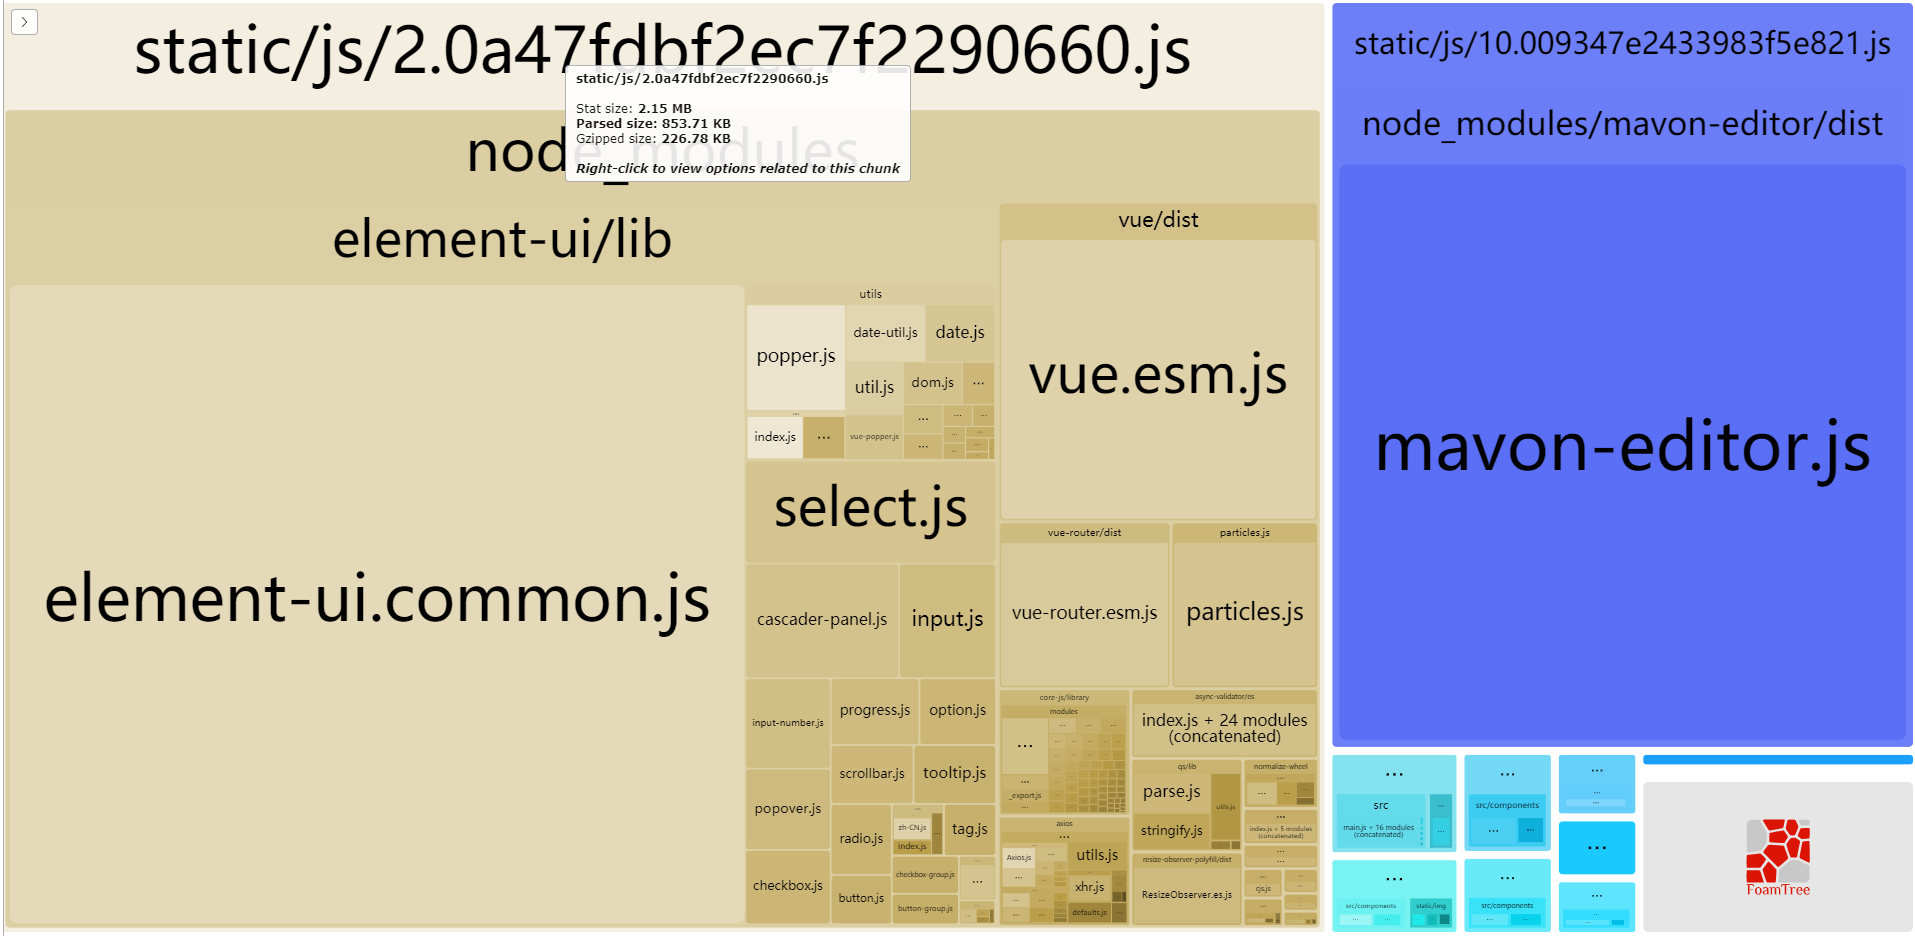 static/js/2.0a47fdbf2ec7f2290660.js
static/js/2.0a47fdbf2ec7f2290660.js
Stat size: 2.15 MB
Parsed size: 853.71 KB
Gzipped size: 226.78 KB
Right-click to view options related to this chunk
node_modules
element-ui/lib
element-ui.common.js
utils
popper.js
date-util.js
date.js
util.js
dom.js
...
...
index.js
...
vue-popper.js
select.js
cascader-panel.js
input.js
input-number.js
progress.js
option.js
scrollbar.js
tooltip.js
popover.js
radio.js
zh-CN.js
index.js
tag.js
checkbox.js
button.js
checkbox-group.js
button-group.js
...
vue/dist
vue.esm.js
vue-router/dist
vue-router.esm.js
particles.js
particles.js
core-js/library
modules
...
_export.js
...
async-validator/es
index.js + 24 modules
(concatenated)
qs/lib
parse.js
utils.js
stringify.js
normalize-wheel
...
index.js + 5 modules
(concatenated)
axios
...
Axios.js
...
utils.js
xhr.js
defaults.js
resize-observer-polyfill/dist
ResizeObserver.es.js
cjs.js
static/js/10.009347e2433983f5e821.js
node_modules/mavon-editor/dist
mavon-editor.js
...
src
main.js + 16 modules
(concatenated)
...
src/components
...
...
...
...
src/components
static/img
...
src/components
...
...
FoamTree